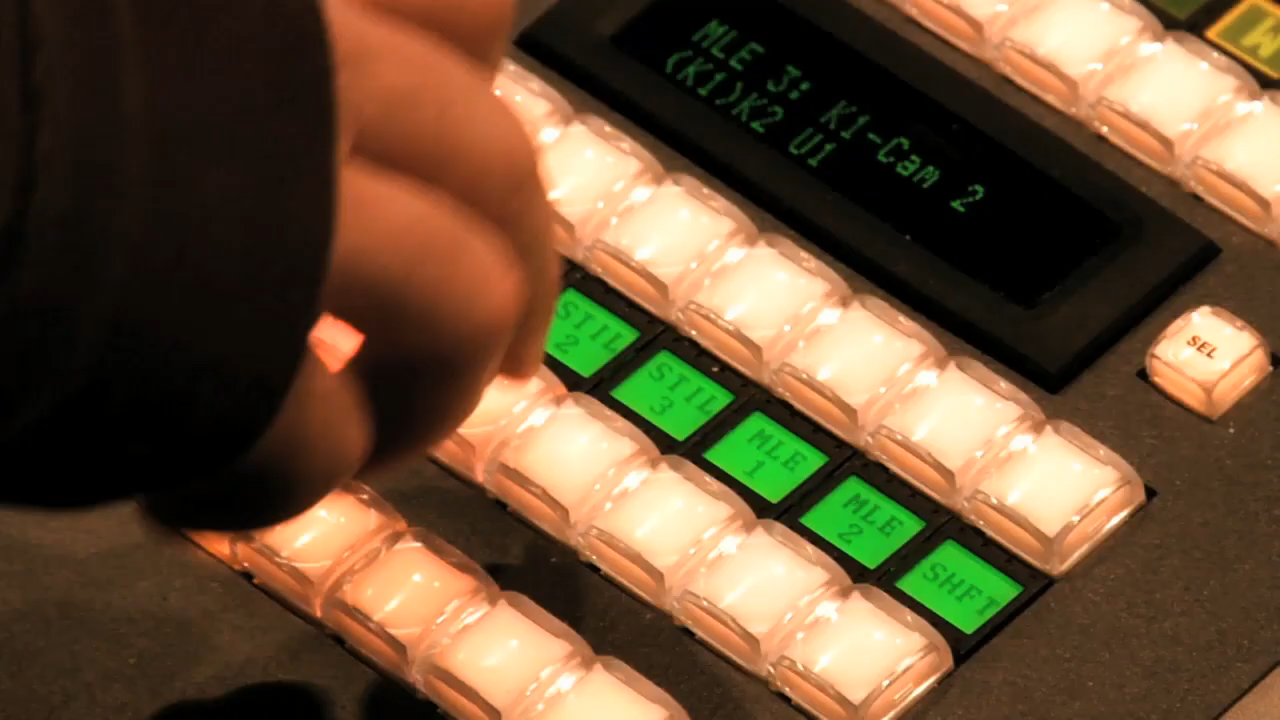 MLE 3: K1-Cam 2
(K1)K2 U1
SEL
STIL
2
STIL
3
MLE
1
MLE
2
SHFT